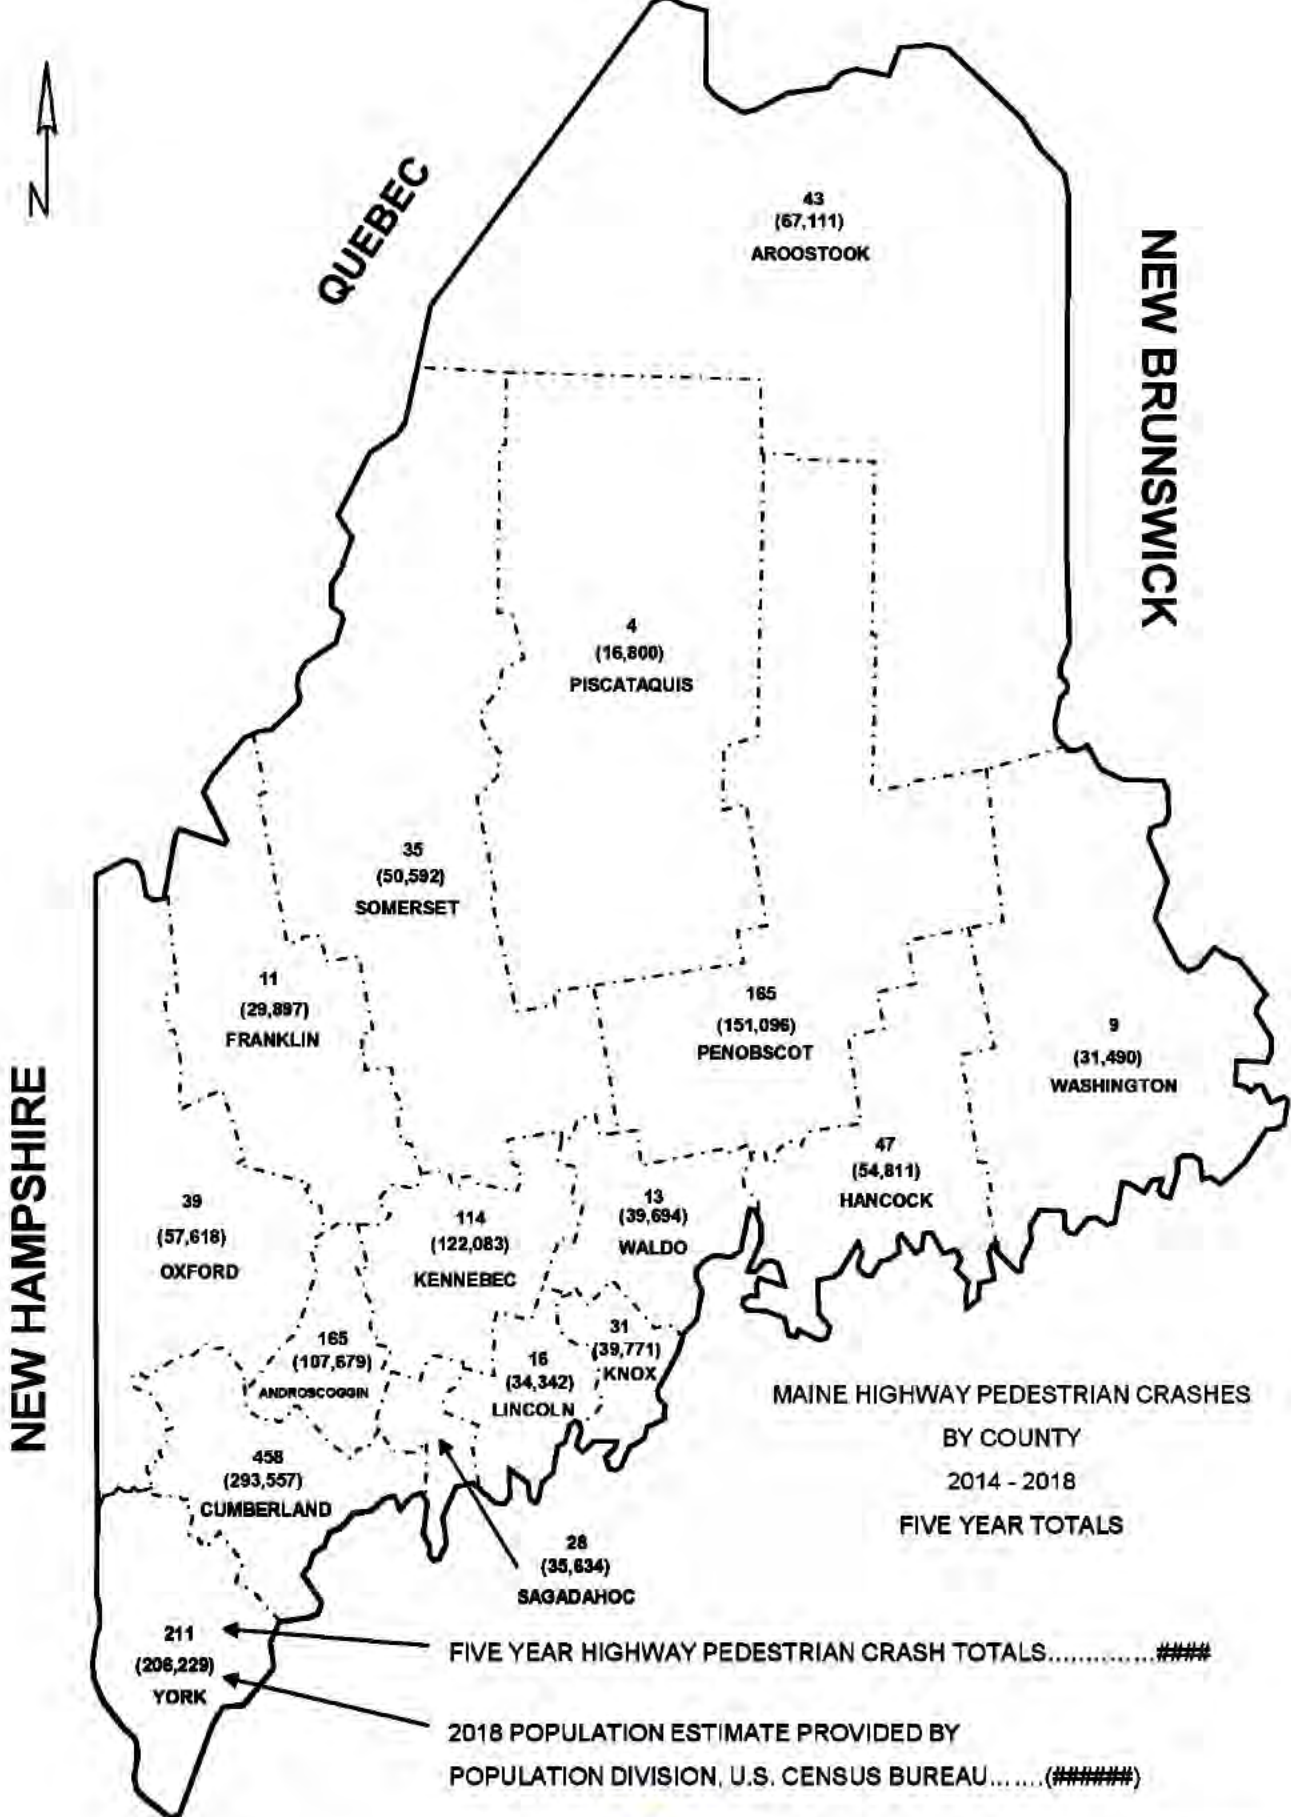 N
QUEBEC
NEW BRUNSWICK
NEW HAMPSHIRE
43
(67,111)
AROOSTOOK
4
(16,800)
PISCATAQUIS
35
(50,592)
SOMERSET
11
(29,897)
FRANKLIN
165
(151,096)
PENOBSCOT
9
(31,490)
WASHINGTON
47
(54,811)
HANCOCK
39
(57,618)
OXFORD
114
(122,083)
KENNEBEC
13
(39,694)
WALDO
165
(107,679)
ANDROSCOGGIN
16
(34,342)
LINCOLN
31
(39,771)
KNOX
458
(293,557)
CUMBERLAND
28
(35,634)
SAGADAHOC
211
(206,229)
YORK
MAINE HIGHWAY PEDESTRIAN CRASHES
BY COUNTY
2014 - 2018
FIVE YEAR TOTALS
FIVE YEAR HIGHWAY PEDESTRIAN CRASH TOTALS..............####
2018 POPULATION ESTIMATE PROVIDED BY
POPULATION DIVISION, U.S. CENSUS BUREAU.......(######)